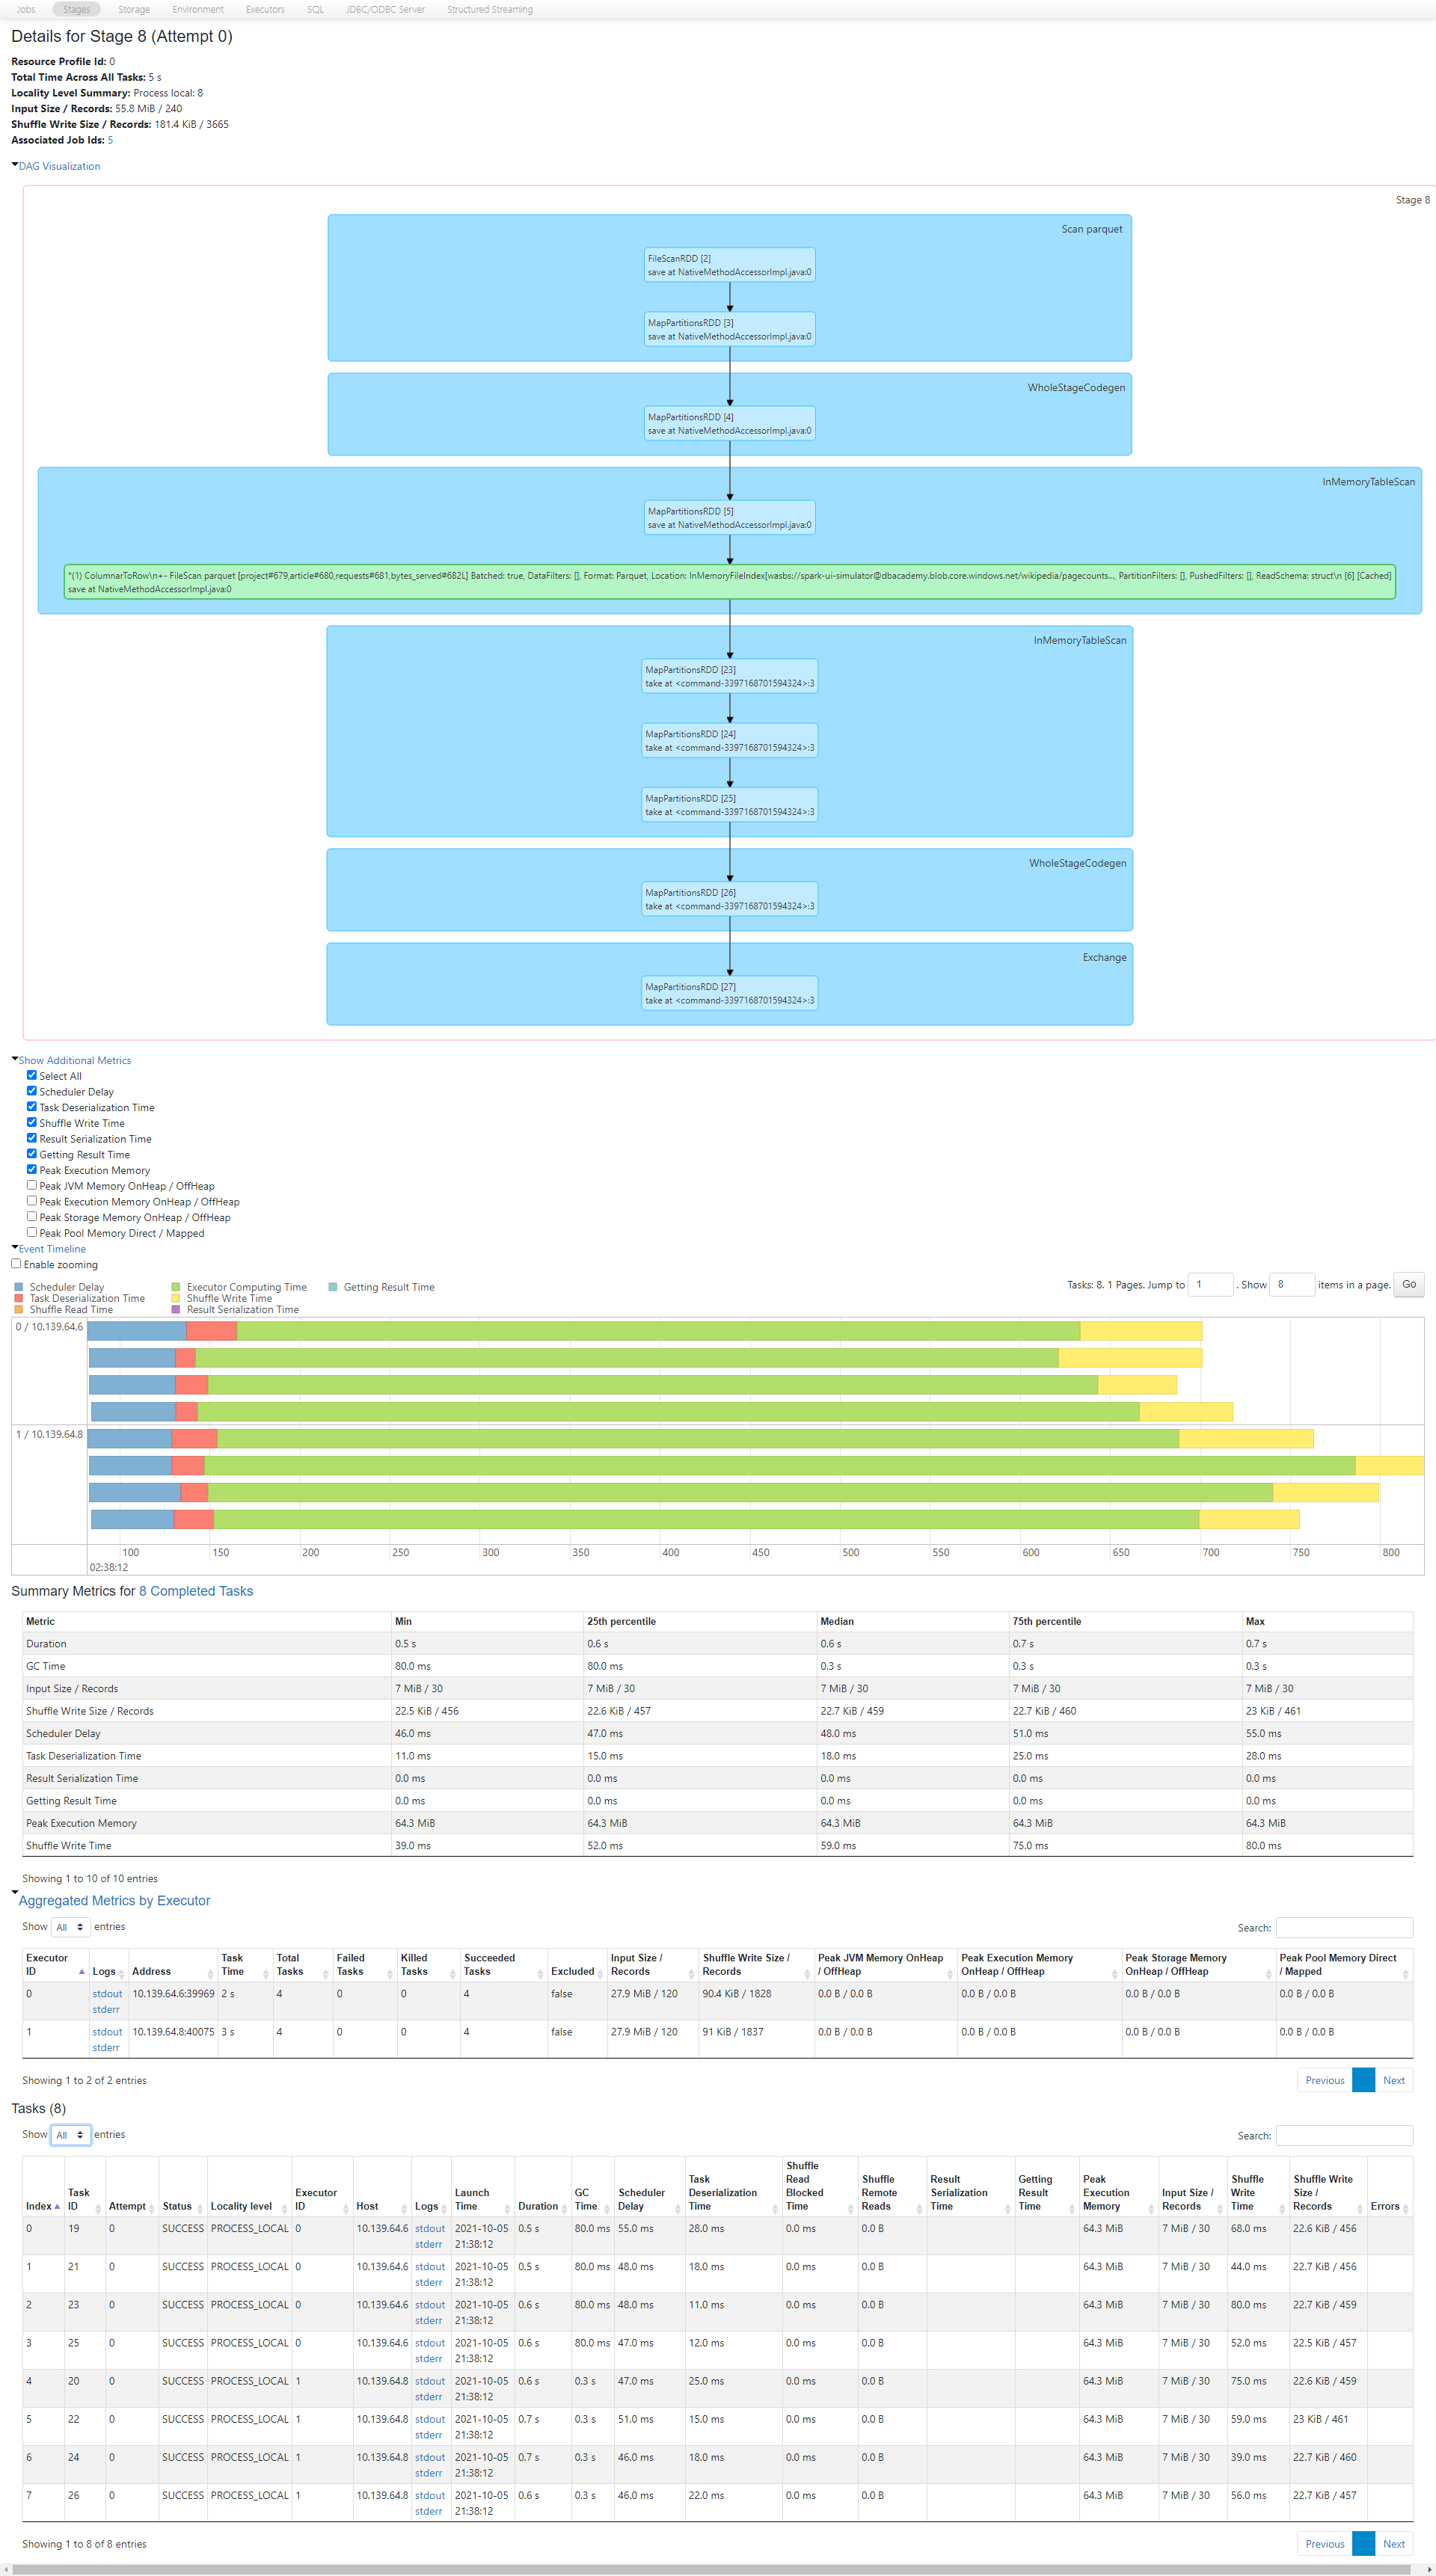 Jobs Stages Storage Environment Executors SQL JDBC/ODBC Server Structured Streaming
Details for Stage 8 (Attempt 0)
Resource Profile Id: 0
Total Time Across All Tasks: 5 s
Locality Level Summary: Process local: 8
Input Size / Records: 55.8 MiB / 240
Shuffle Write Size / Records: 181.4 KiB / 3665
Associated Job Ids: 5
DAG Visualization
Stage 8
Scan parquet
FileScanRDD [2]
save at NativeMethodAccessorImpl.java:0
MapPartitionsRDD [3]
save at NativeMethodAccessorImpl.java:0
WholeStageCodegen
MapPartitionsRDD [4]
save at NativeMethodAccessorImpl.java:0
InMemoryTableScan
MapPartitionsRDD [5]
save at NativeMethodAccessorImpl.java:0
*(1) ColumnarToRow\n+- FileScan parquet [project#679,article#680,requests#681,bytes_served#682L] Batched: true, DataFilters: [], Format: Parquet, Location: InMemoryFileIndex[wasbs://spark-ui-simulator@dbacademy.blob.core.windows.net/wikipedia/pagecounts..., PartitionFilters: [], PushedFilters: [], ReadSchema: struct\n [6] [Cached]
save at NativeMethodAccessorImpl.java:0
InMemoryTableScan
MapPartitionsRDD [23]
take at <command-3397168701594324>:3
MapPartitionsRDD [24]
take at <command-3397168701594324>:3
MapPartitionsRDD [25]
take at <command-3397168701594324>:3
WholeStageCodegen
MapPartitionsRDD [26]
take at <command-3397168701594324>:3
Exchange
MapPartitionsRDD [27]
take at <command-3397168701594324>:3
Show Additional Metrics
Select All
Scheduler Delay
Task Deserialization Time
Shuffle Write Time
Result Serialization Time
Getting Result Time
Peak Execution Memory
Peak JVM Memory OnHeap / OffHeap
Peak Execution Memory OnHeap / OffHeap
Peak Storage Memory OnHeap / OffHeap
Peak Pool Memory Direct / Mapped
Event Timeline
Enable zooming
Scheduler Delay Executor Computing Time Getting Result Time
Task Deserialization Time Shuffle Write Time
Shuffle Read Time Result Serialization Time
Tasks: 8. 1 Pages. Jump to 1 . Show 8 items in a page. Go
0 / 10.139.64.6
1 / 10.139.64.8
100 150 200 250 300 350 400 450 500 550 600 650 700 750 800
02:38:12
Summary Metrics for 8 Completed Tasks
Metric Min 25th percentile Median 75th percentile Max
Duration 0.5 s 0.6 s 0.6 s 0.7 s 0.7 s
GC Time 80.0 ms 80.0 ms 0.3 s 0.3 s 0.3 s
Input Size / Records 7 MiB / 30 7 MiB / 30 7 MiB / 30 7 MiB / 30 7 MiB / 30
Shuffle Write Size / Records 22.5 KiB / 456 22.6 KiB / 457 22.7 KiB / 459 22.7 KiB / 460 23 KiB / 461
Scheduler Delay 46.0 ms 47.0 ms 48.0 ms 51.0 ms 55.0 ms
Task Deserialization Time 11.0 ms 15.0 ms 18.0 ms 25.0 ms 28.0 ms
Result Serialization Time 0.0 ms 0.0 ms 0.0 ms 0.0 ms 0.0 ms
Getting Result Time 0.0 ms 0.0 ms 0.0 ms 0.0 ms 0.0 ms
Peak Execution Memory 64.3 MiB 64.3 MiB 64.3 MiB 64.3 MiB 64.3 MiB
Shuffle Write Time 39.0 ms 52.0 ms 59.0 ms 75.0 ms 80.0 ms
Showing 1 to 10 of 10 entries
Aggregated Metrics by Executor
Show All entries Search:
Executor ID Logs Address Task Time Total Tasks Failed Tasks Killed Tasks Succeeded Tasks Excluded Input Size / Records Shuffle Write Size / Records Peak JVM Memory OnHeap / OffHeap Peak Execution Memory OnHeap / OffHeap Peak Storage Memory OnHeap / OffHeap Peak Pool Memory Direct / Mapped
0 stdout 10.139.64.6:39969 2 s 4 0 0 4 false 27.9 MiB / 120 90.4 KiB / 1828 0.0 B / 0.0 B 0.0 B / 0.0 B 0.0 B / 0.0 B 0.0 B / 0.0 B
stderr
1 stdout 10.139.64.8:40075 3 s 4 0 0 4 false 27.9 MiB / 120 91 KiB / 1837 0.0 B / 0.0 B 0.0 B / 0.0 B 0.0 B / 0.0 B 0.0 B / 0.0 B
stderr
Showing 1 to 2 of 2 entries Previous Next
Tasks (8)
Show All entries Search:
Index Task ID Attempt Status Locality level Executor ID Host Logs Launch Time Duration GC Time Scheduler Delay Task Deserialization Time Shuffle Read Blocked Time Shuffle Remote Reads Result Serialization Time Getting Result Time Peak Execution Memory Input Size / Records Shuffle Write Time Shuffle Write Size / Records Errors
0 19 0 SUCCESS PROCESS_LOCAL 0 10.139.64.6 stdout 2021-10-05 0.5 s 80.0 ms 55.0 ms 28.0 ms 0.0 ms 0.0 B 64.3 MiB 7 MiB / 30 68.0 ms 22.6 KiB / 456
stderr 21:38:12
1 21 0 SUCCESS PROCESS_LOCAL 0 10.139.64.6 stdout 2021-10-05 0.5 s 80.0 ms 48.0 ms 18.0 ms 0.0 ms 0.0 B 64.3 MiB 7 MiB / 30 44.0 ms 22.7 KiB / 456
stderr 21:38:12
2 23 0 SUCCESS PROCESS_LOCAL 0 10.139.64.6 stdout 2021-10-05 0.6 s 80.0 ms 48.0 ms 11.0 ms 0.0 ms 0.0 B 64.3 MiB 7 MiB / 30 80.0 ms 22.7 KiB / 459
stderr 21:38:12
3 25 0 SUCCESS PROCESS_LOCAL 0 10.139.64.6 stdout 2021-10-05 0.6 s 80.0 ms 47.0 ms 12.0 ms 0.0 ms 0.0 B 64.3 MiB 7 MiB / 30 52.0 ms 22.5 KiB / 457
stderr 21:38:12
4 20 0 SUCCESS PROCESS_LOCAL 1 10.139.64.8 stdout 2021-10-05 0.6 s 0.3 s 47.0 ms 25.0 ms 0.0 ms 0.0 B 64.3 MiB 7 MiB / 30 75.0 ms 22.6 KiB / 459
stderr 21:38:12
5 22 0 SUCCESS PROCESS_LOCAL 1 10.139.64.8 stdout 2021-10-05 0.7 s 0.3 s 51.0 ms 15.0 ms 0.0 ms 0.0 B 64.3 MiB 7 MiB / 30 59.0 ms 23 KiB / 461
stderr 21:38:12
6 24 0 SUCCESS PROCESS_LOCAL 1 10.139.64.8 stdout 2021-10-05 0.7 s 0.3 s 46.0 ms 18.0 ms 0.0 ms 0.0 B 64.3 MiB 7 MiB / 30 39.0 ms 22.7 KiB / 460
stderr 21:38:12
7 26 0 SUCCESS PROCESS_LOCAL 1 10.139.64.8 stdout 2021-10-05 0.6 s 0.3 s 46.0 ms 22.0 ms 0.0 ms 0.0 B 64.3 MiB 7 MiB / 30 56.0 ms 22.7 KiB / 457
stderr 21:38:12
Showing 1 to 8 of 8 entries Previous Next